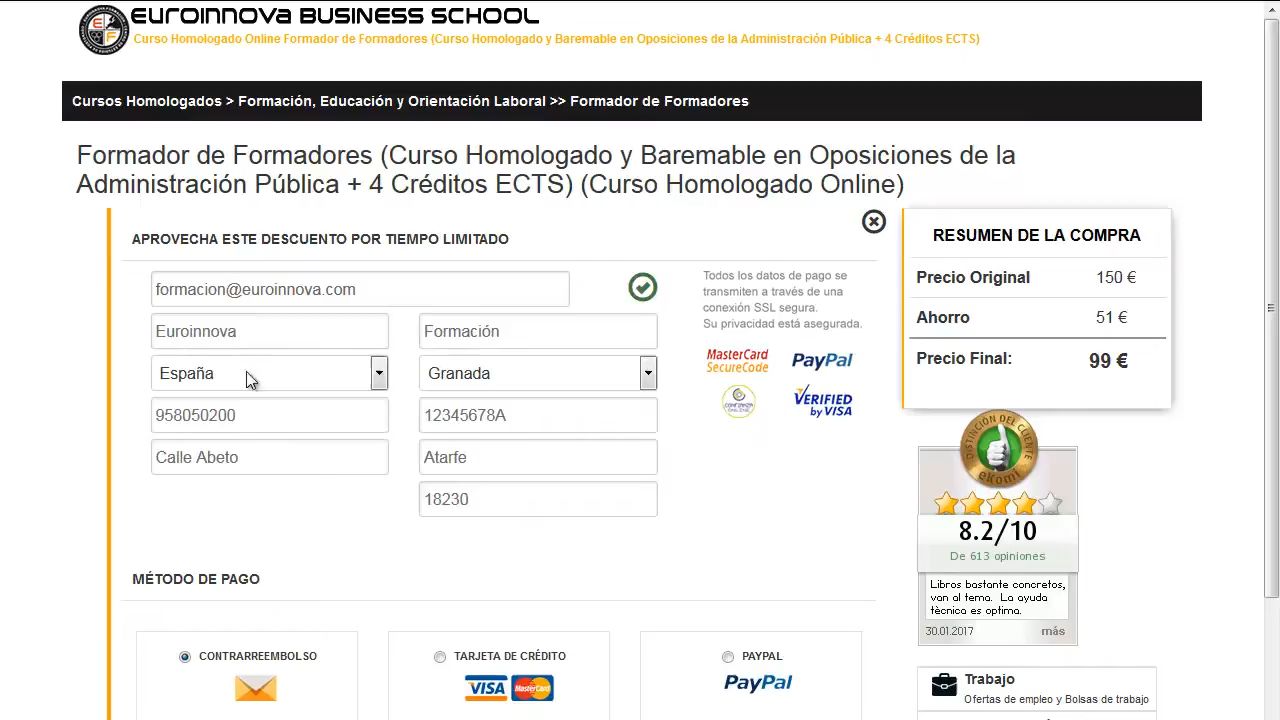 EUROINNOVA BUSINESS SCHOOL
Curso Homologado Online Formador de Formadores (Curso Homologado y Baremable en Oposiciones de la Administración Pública + 4 Créditos ECTS)
Cursos Homologados > Formación, Educación y Orientación Laboral >> Formador de Formadores
Formador de Formadores (Curso Homologado y Baremable en Oposiciones de la
Administración Pública + 4 Créditos ECTS) (Curso Homologado Online)
APROVECHA ESTE DESCUENTO POR TIEMPO LIMITADO
formacion@euroinnova.com
Euroinnova
Formación
España
Granada
958050200
12345678A
Calle Abeto
Atarfe
18230
Todos los datos de pago se
transmiten a través de una
conexión SSL segura.
Su privacidad está asegurada.
MasterCard
SecureCode
PayPal
CONFIANZA
ONLINE
VERIFIED
by VISA
RESUMEN DE LA COMPRA
Precio Original 150 €
Ahorro 51 €
Precio Final: 99 €
DISTINCIÓN DEL CLIENTE
eKomi
8.2/10
De 613 opiniones
Libros bastante concretos,
van al tema. La ayuda
tècnica es optima.
30.01.2017 más
Trabajo
Ofertas de empleo y Bolsas de trabajo
MÉTODO DE PAGO
CONTRARREEMBOLSO
TARJETA DE CRÉDITO
VISA
MasterCard
PAYPAL
PayPal